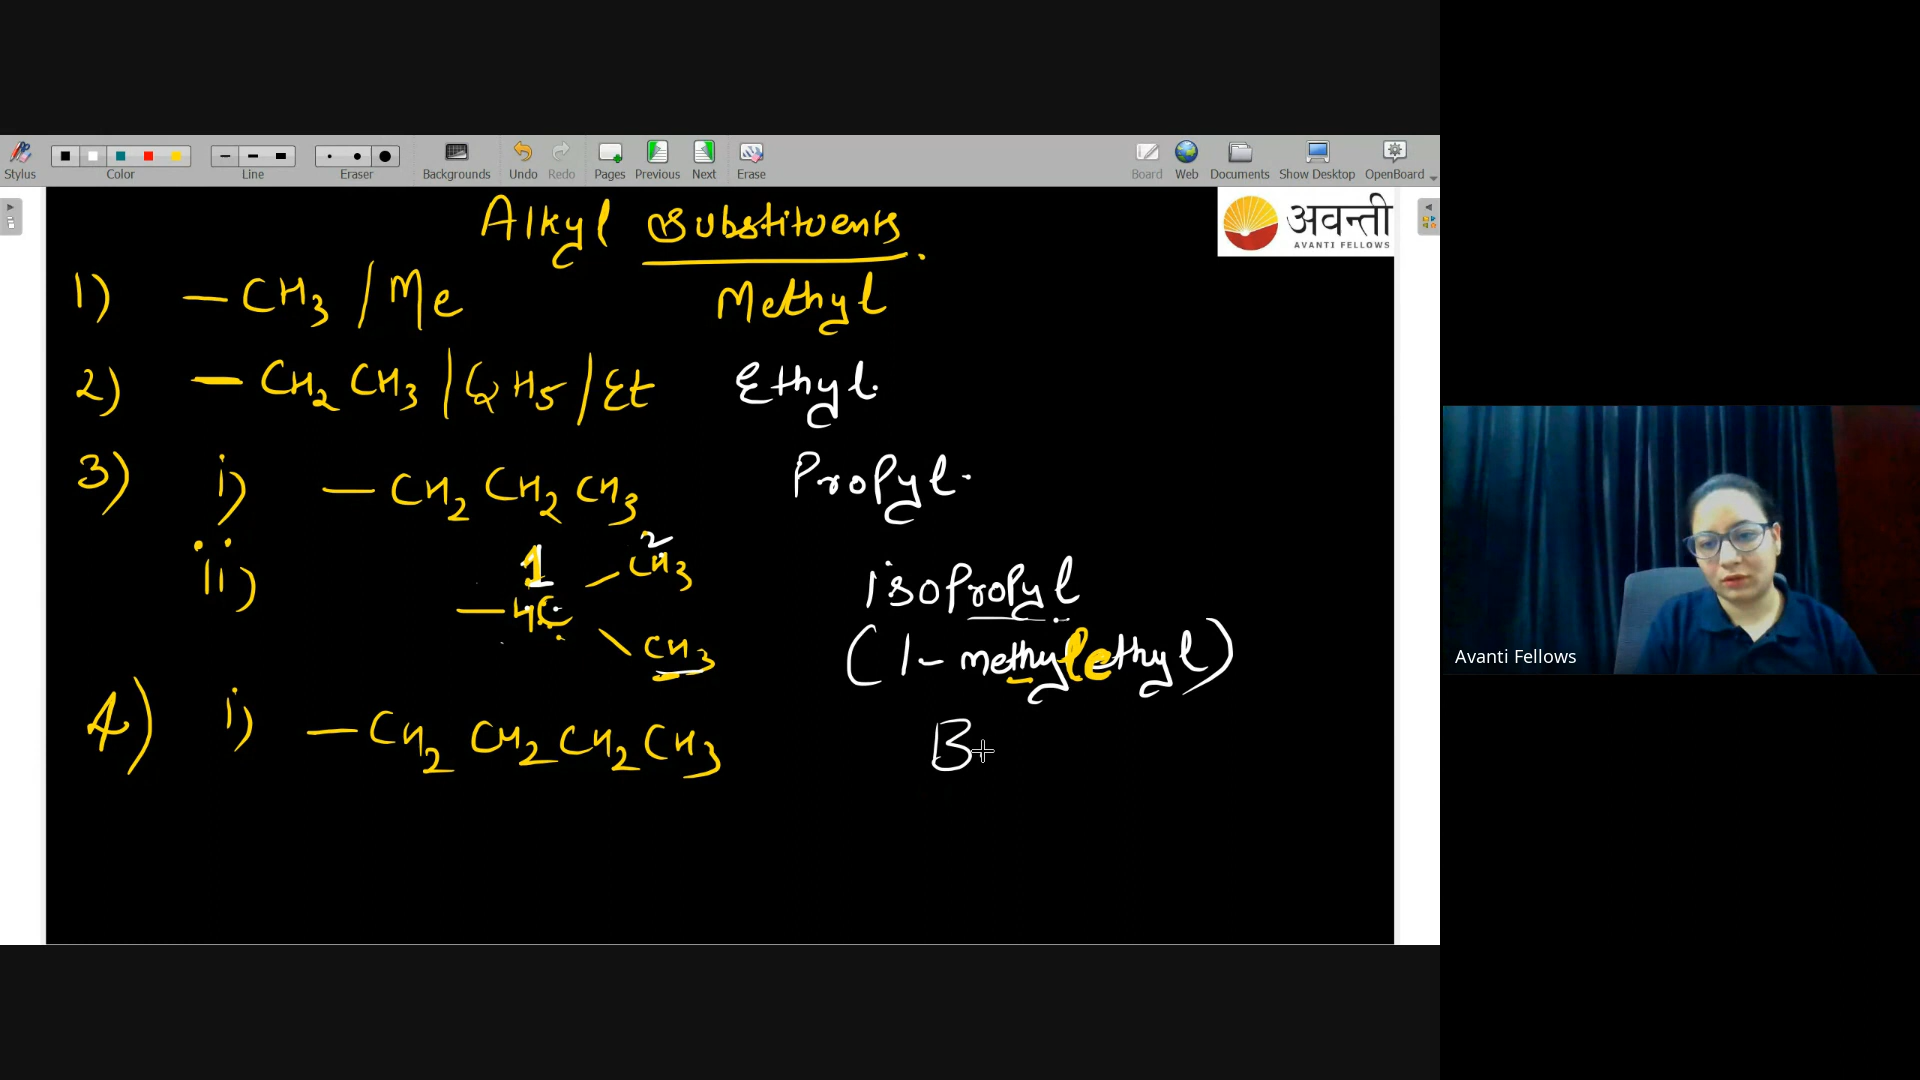 Stylus
Color
Line
Eraser
Backgrounds
Undo
Redo
Pages
Previous
Next
Erase
Board
Web
Documents
Show Desktop
OpenBoard
Alkyl Substituents.
अवन्ती
AVANTI FELLOWS
1) —CH3 / Me Methyl
2) —CH2 CH3 / C2H5 / Et Ethyl.
3) i) —CH2 CH2 CH3 Propyl.
ii) 1 2
—HC CH3 isopropyl
CH3 (1-methylethyl)
4) i) —CH2 CH2 CH2 CH3 B
Avanti Fellows